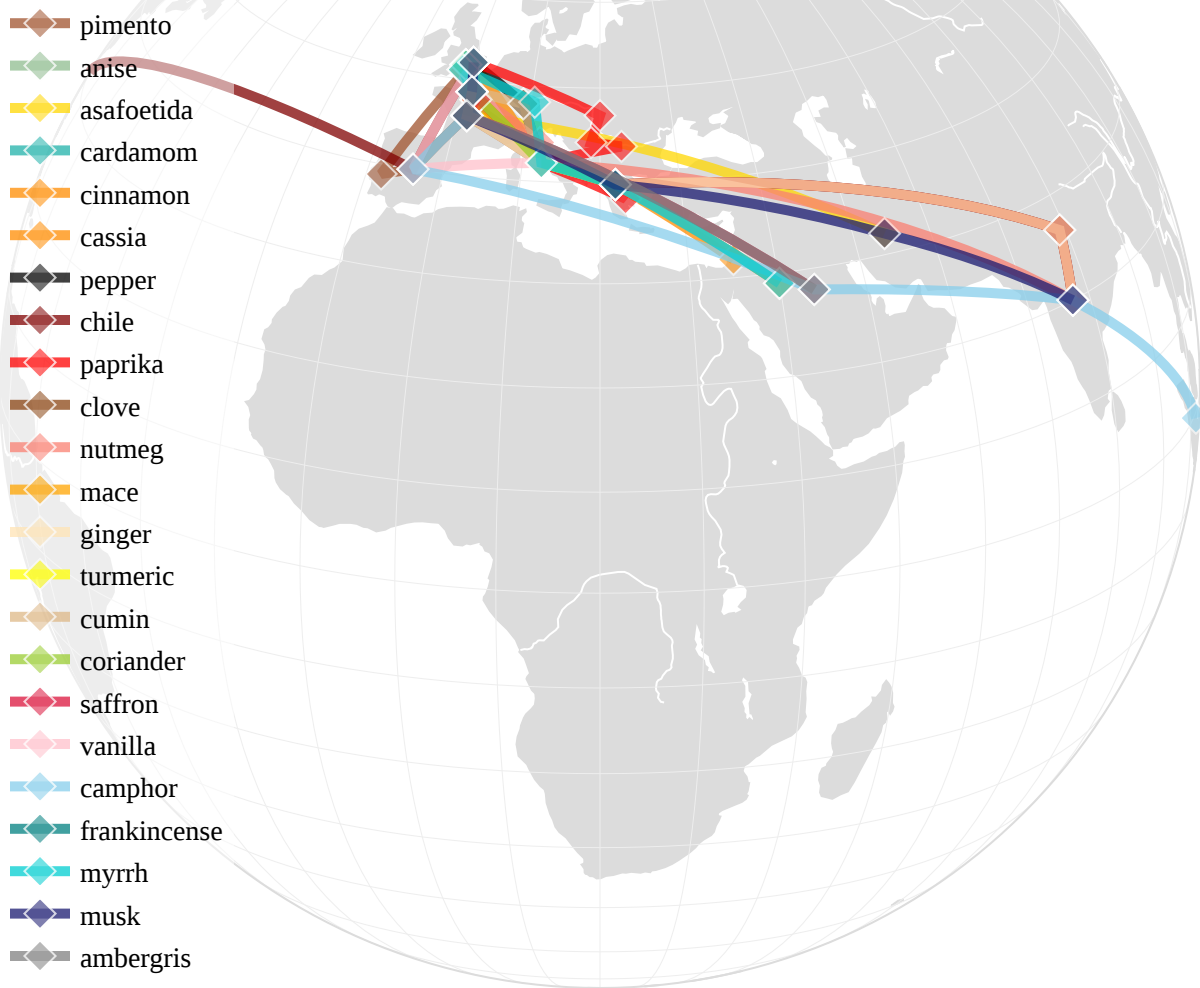 pimento
anise
asafoetida
cardamom
cinnamon
cassia
pepper
chile
paprika
clove
nutmeg
mace
ginger
turmeric
cumin
coriander
saffron
vanilla
camphor
frankincense
myrrh
musk
ambergris